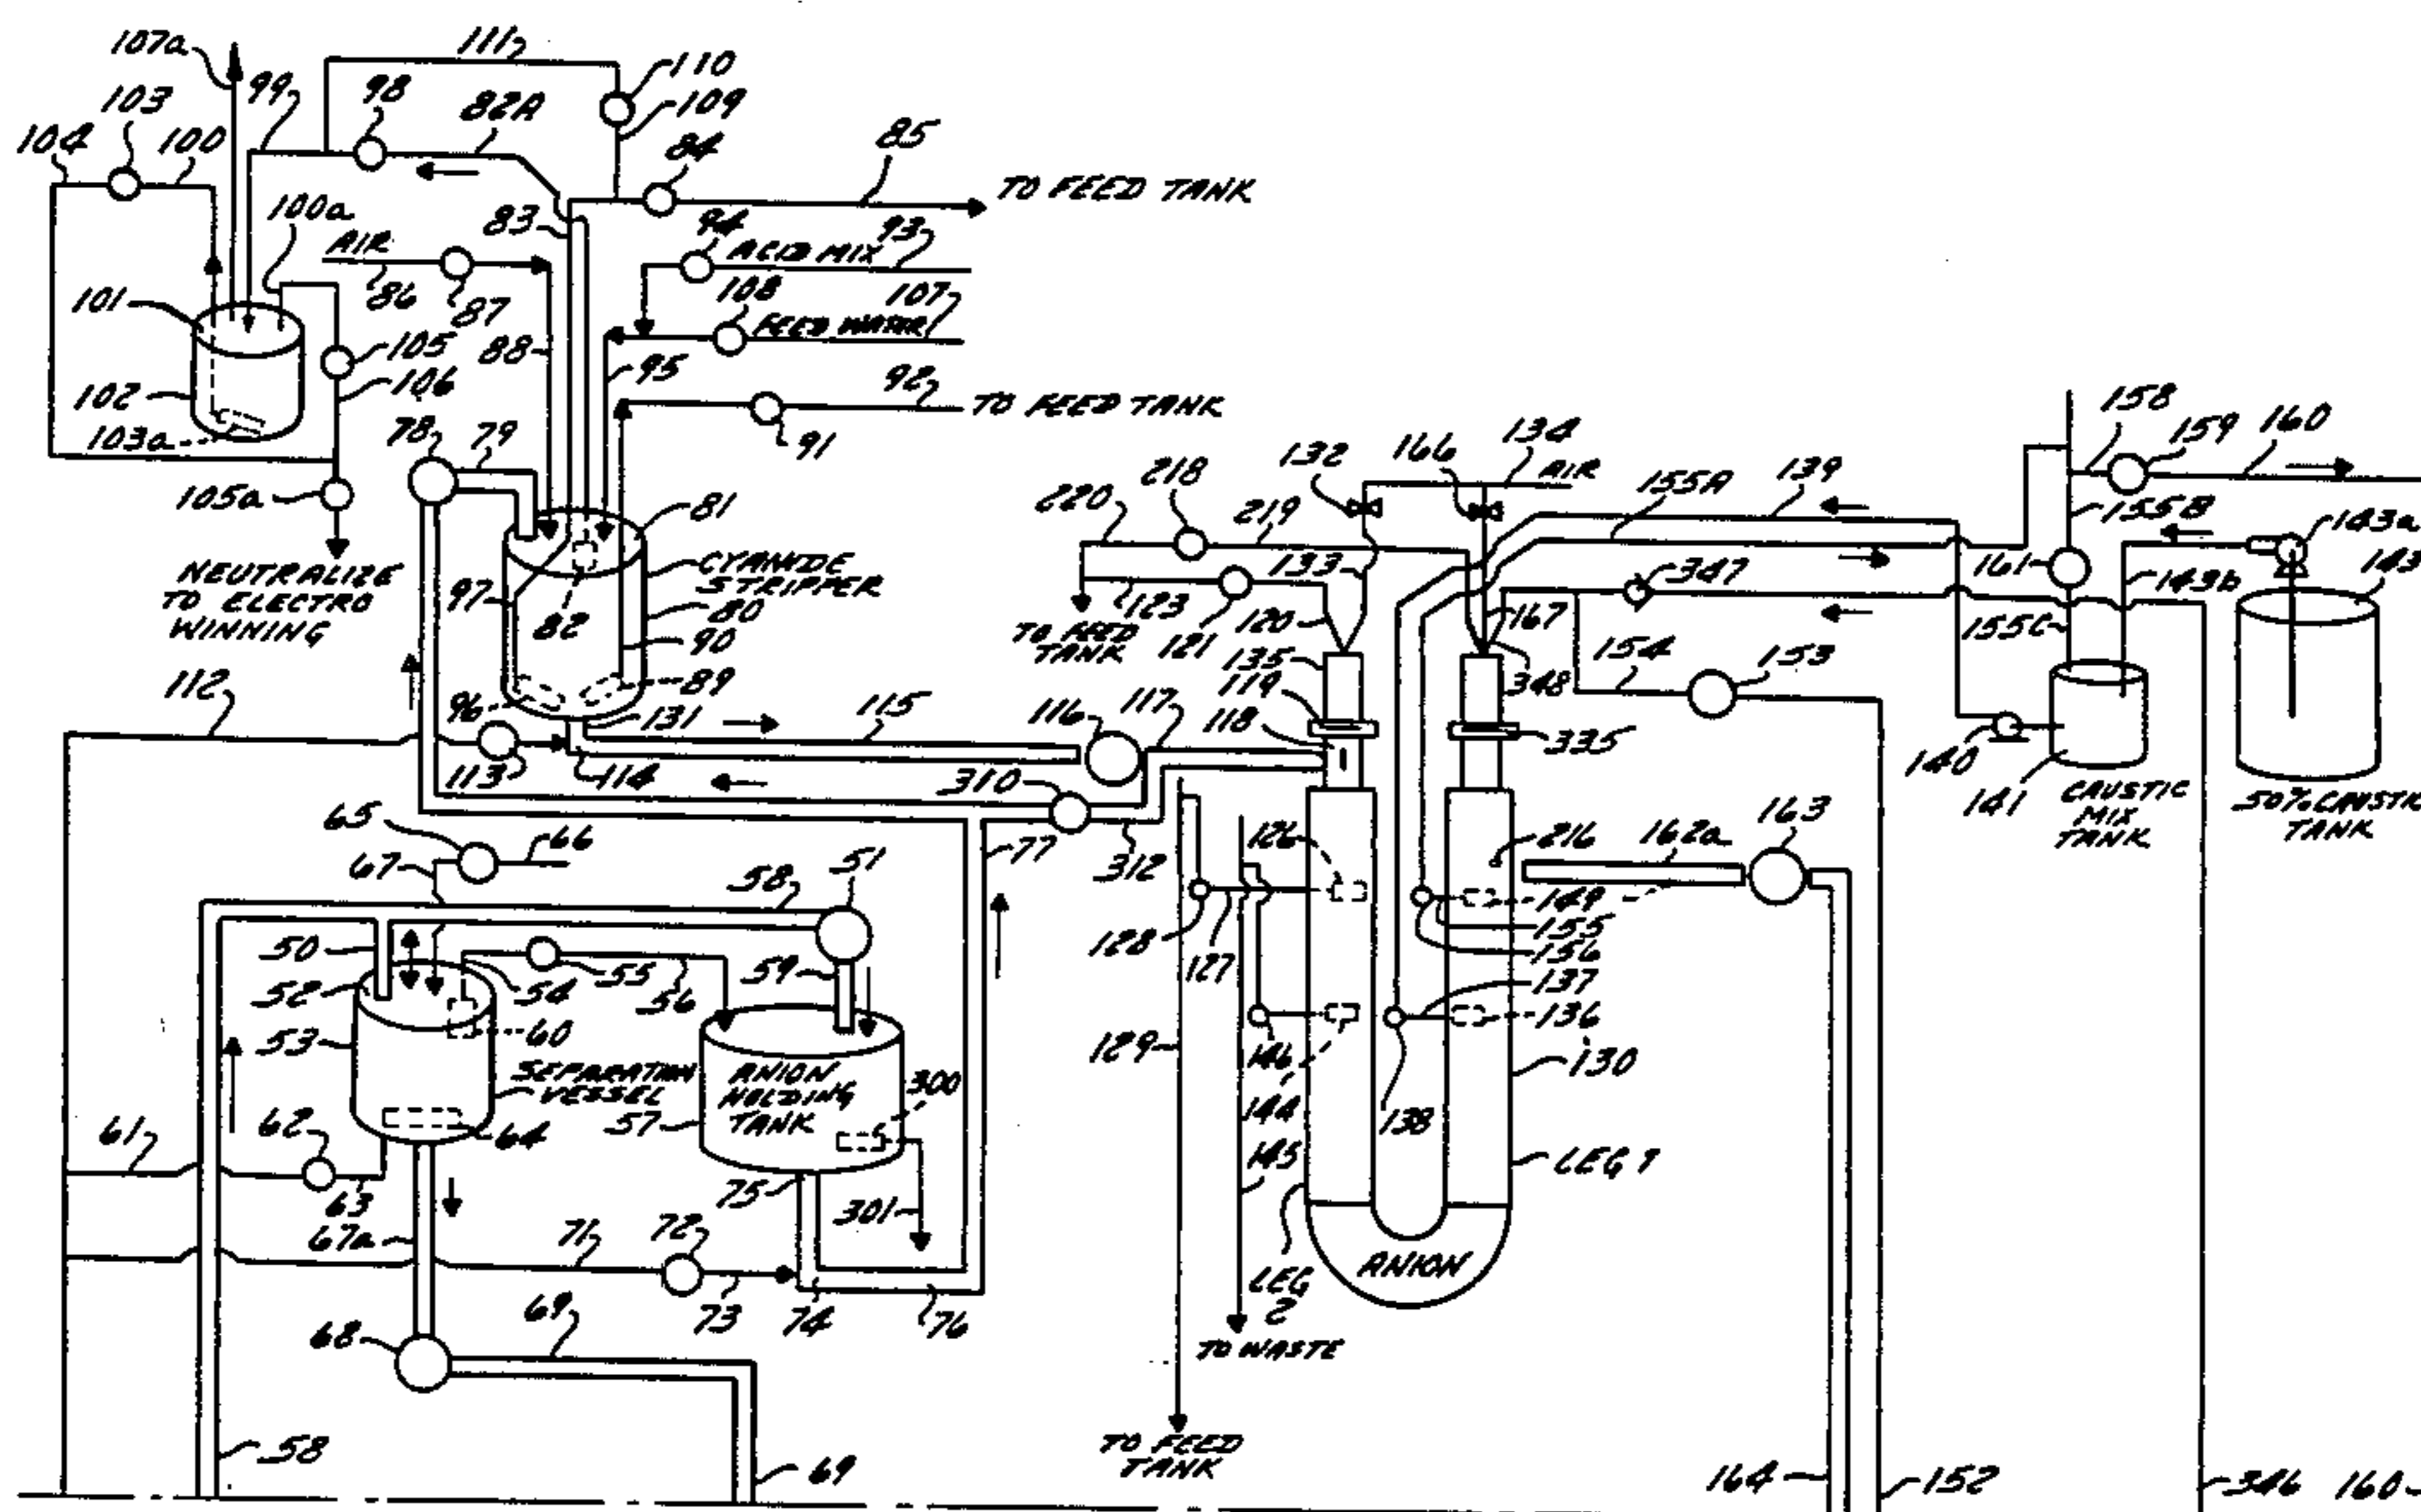 107a
111
110
103
99
98
82A
109
104
100
84
85
TO FEED TANK
100a
83
94
93
AIR
ACID MIX
101
86
87
108
107
FEED WATER
88
105
95
92
102
106
TO FEED TANK
103a
78
79
91
105a
81
NEUTRALIZE
TO ELECTRO
WINNING
CYANIDE
STRIPPER
97
82
80
90
89
96
131
112
113
114
115
116
117
118
119
135
310
312
132
166
134
AIR
218
220
219
155A
139
133
123
121
120
TO FEED
TANK
167
347
348
154
153
335
158
159
160
155B
143a
161
143b
143
155C
140
141
CAUSTIC
MIX
TANK
50% CAUSTIC
TANK
65
66
67
58
51
77
126
216
162a
163
50
52
54
55
56
59
53
60
SEPARATION
VESSEL
ANION
HOLDING
TANK
300
57
128
127
149
155
156
137
136
129
146
130
138
144
145
LEG 1
61
62
63
64
75
301
67a
71
72
73
74
76
LEG
2
ANION
68
69
TO WASTE
TO FEED
TANK
58
69
164
152
346
160